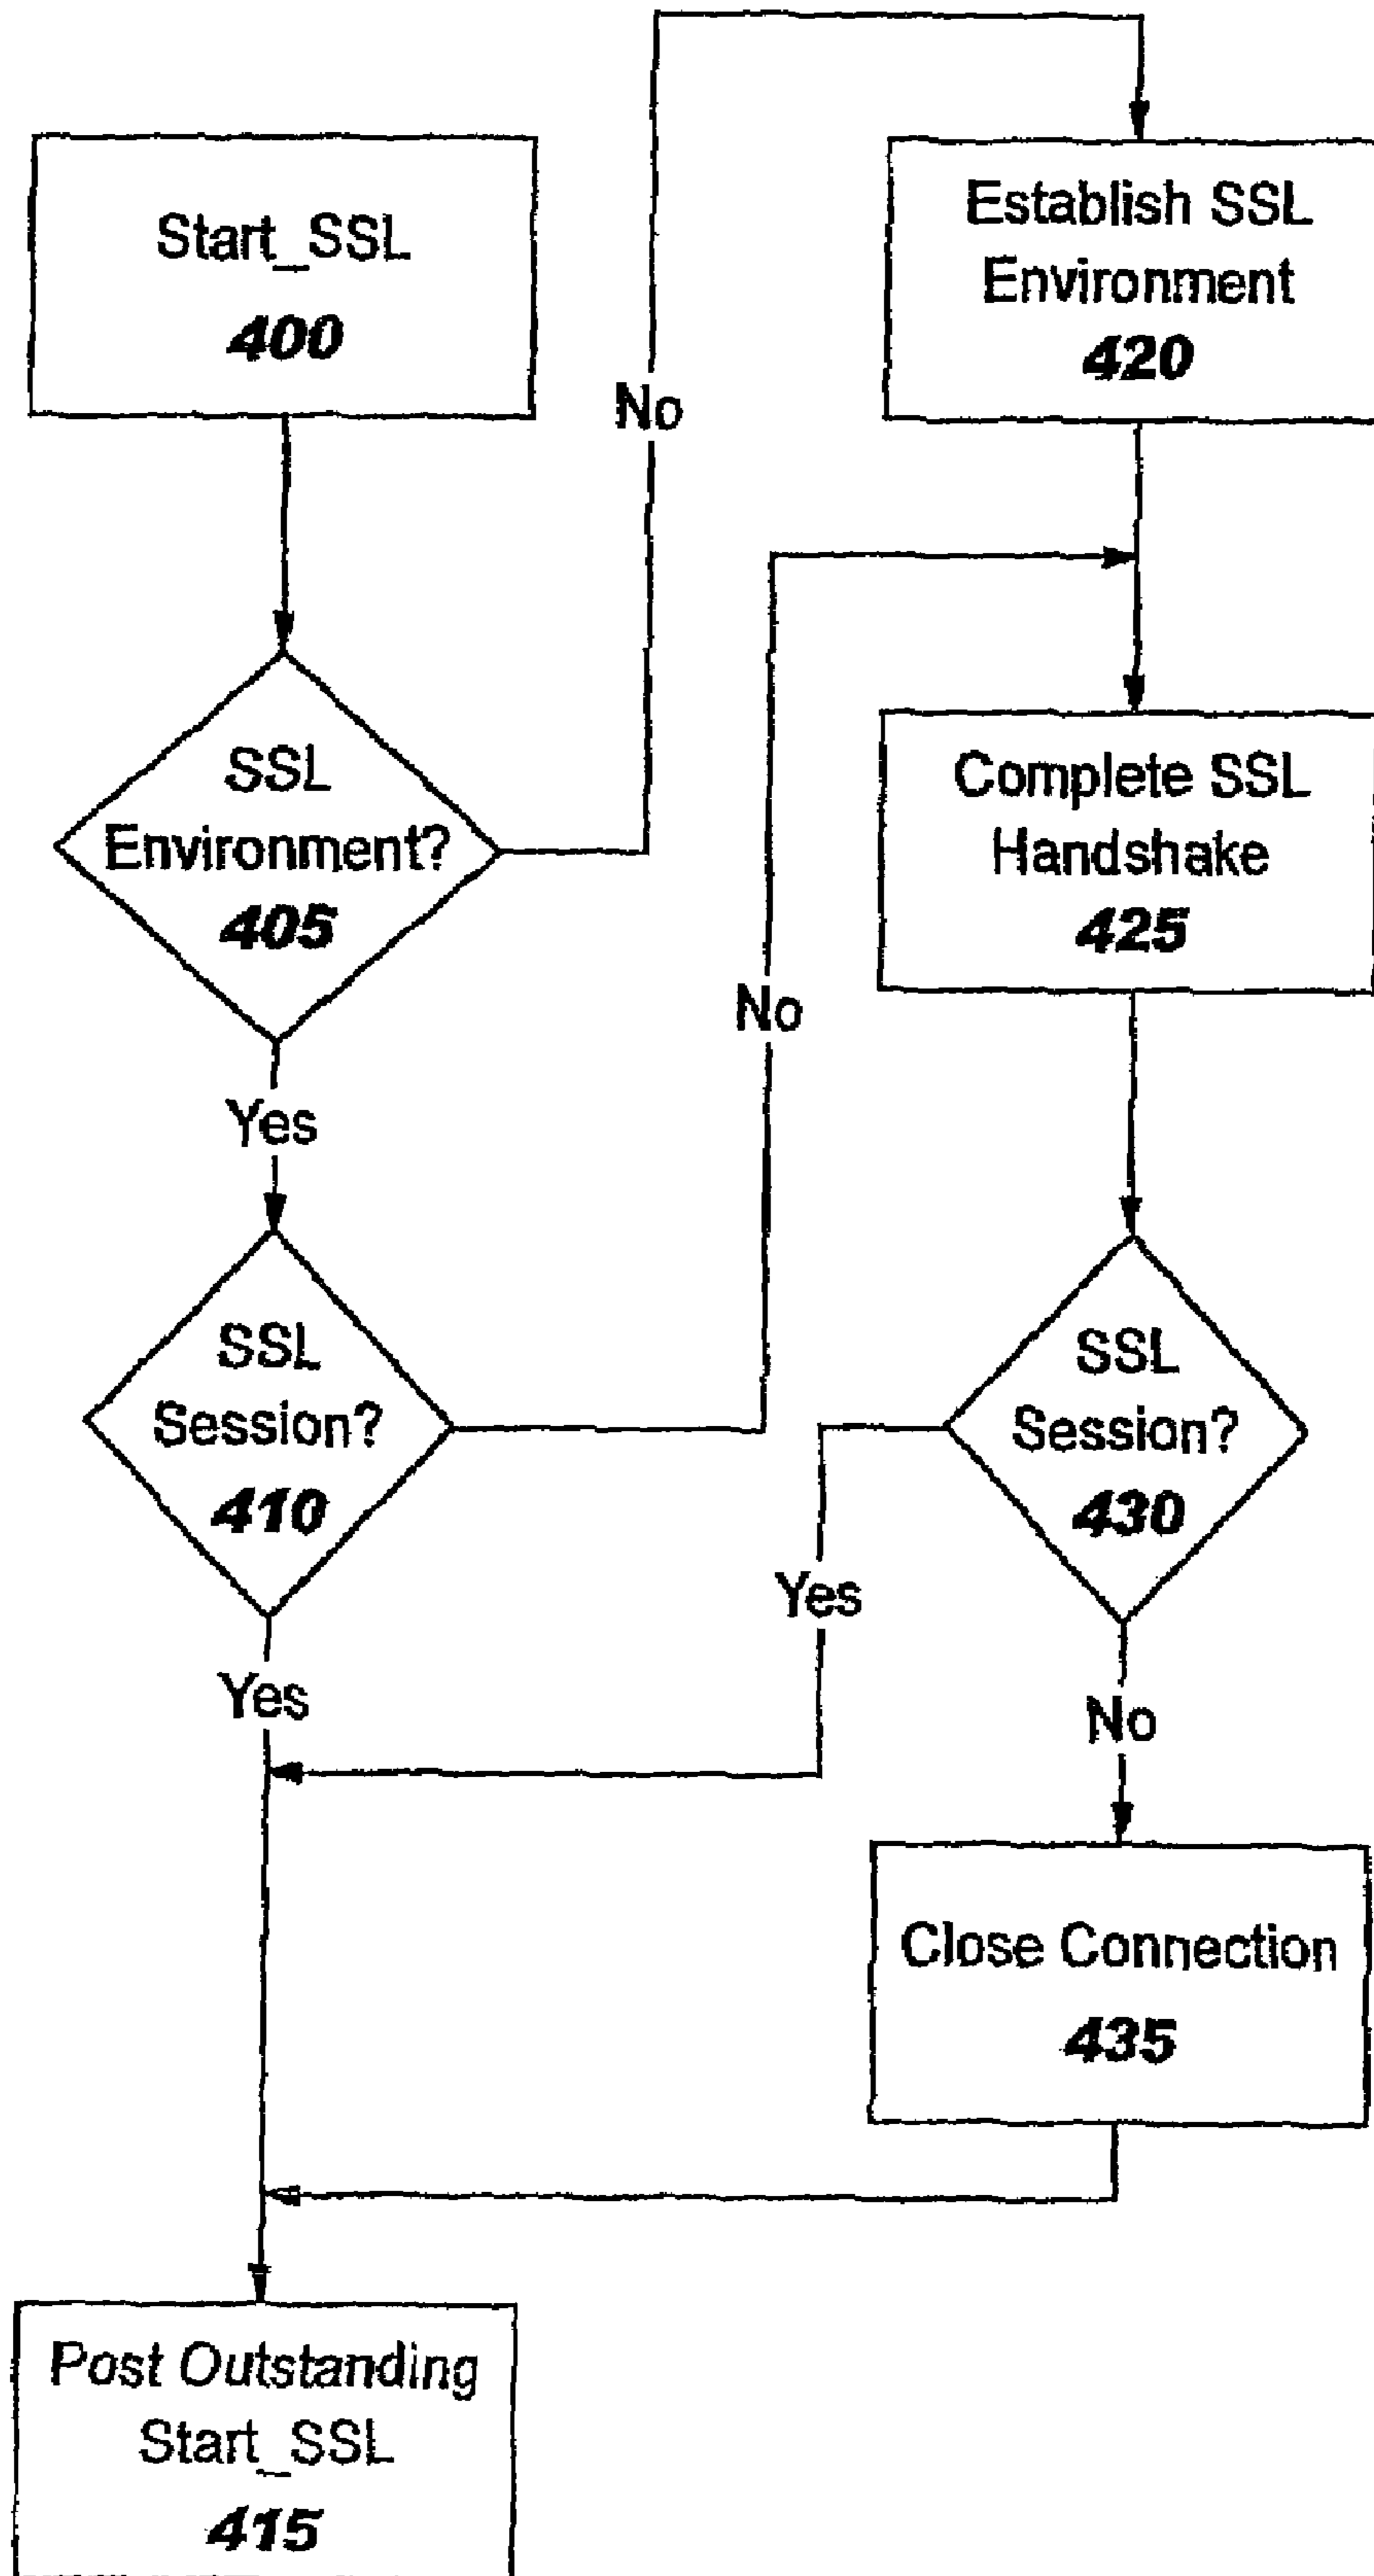 Start_SSL
400
No
Establish SSL
Environment
420
SSL
Environment?
405
Yes
Complete SSL
Handshake
425
No
SSL
Session?
410
Yes
SSL
Session?
430
Yes
No
Close Connection
435
Post Outstanding
Start_SSL
415